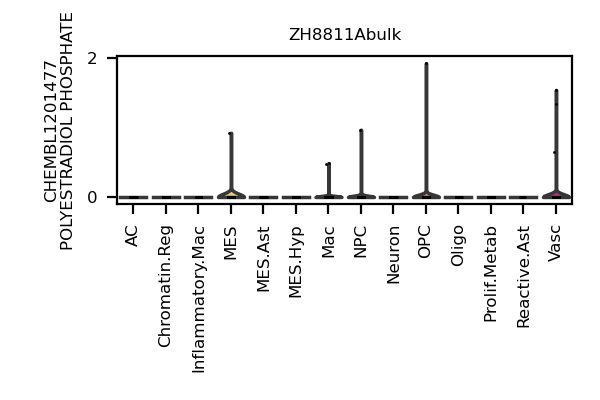 ZH8811Abulk
CHEMBL1201477
POLYESTRADIOL PHOSPHATE
2
0
AC
Chromatin.Reg
Inflammatory.Mac
MES
MES.Ast
MES.Hyp
Mac
NPC
Neuron
OPC
Oligo
Prolif.Metab
Reactive.Ast
Vasc